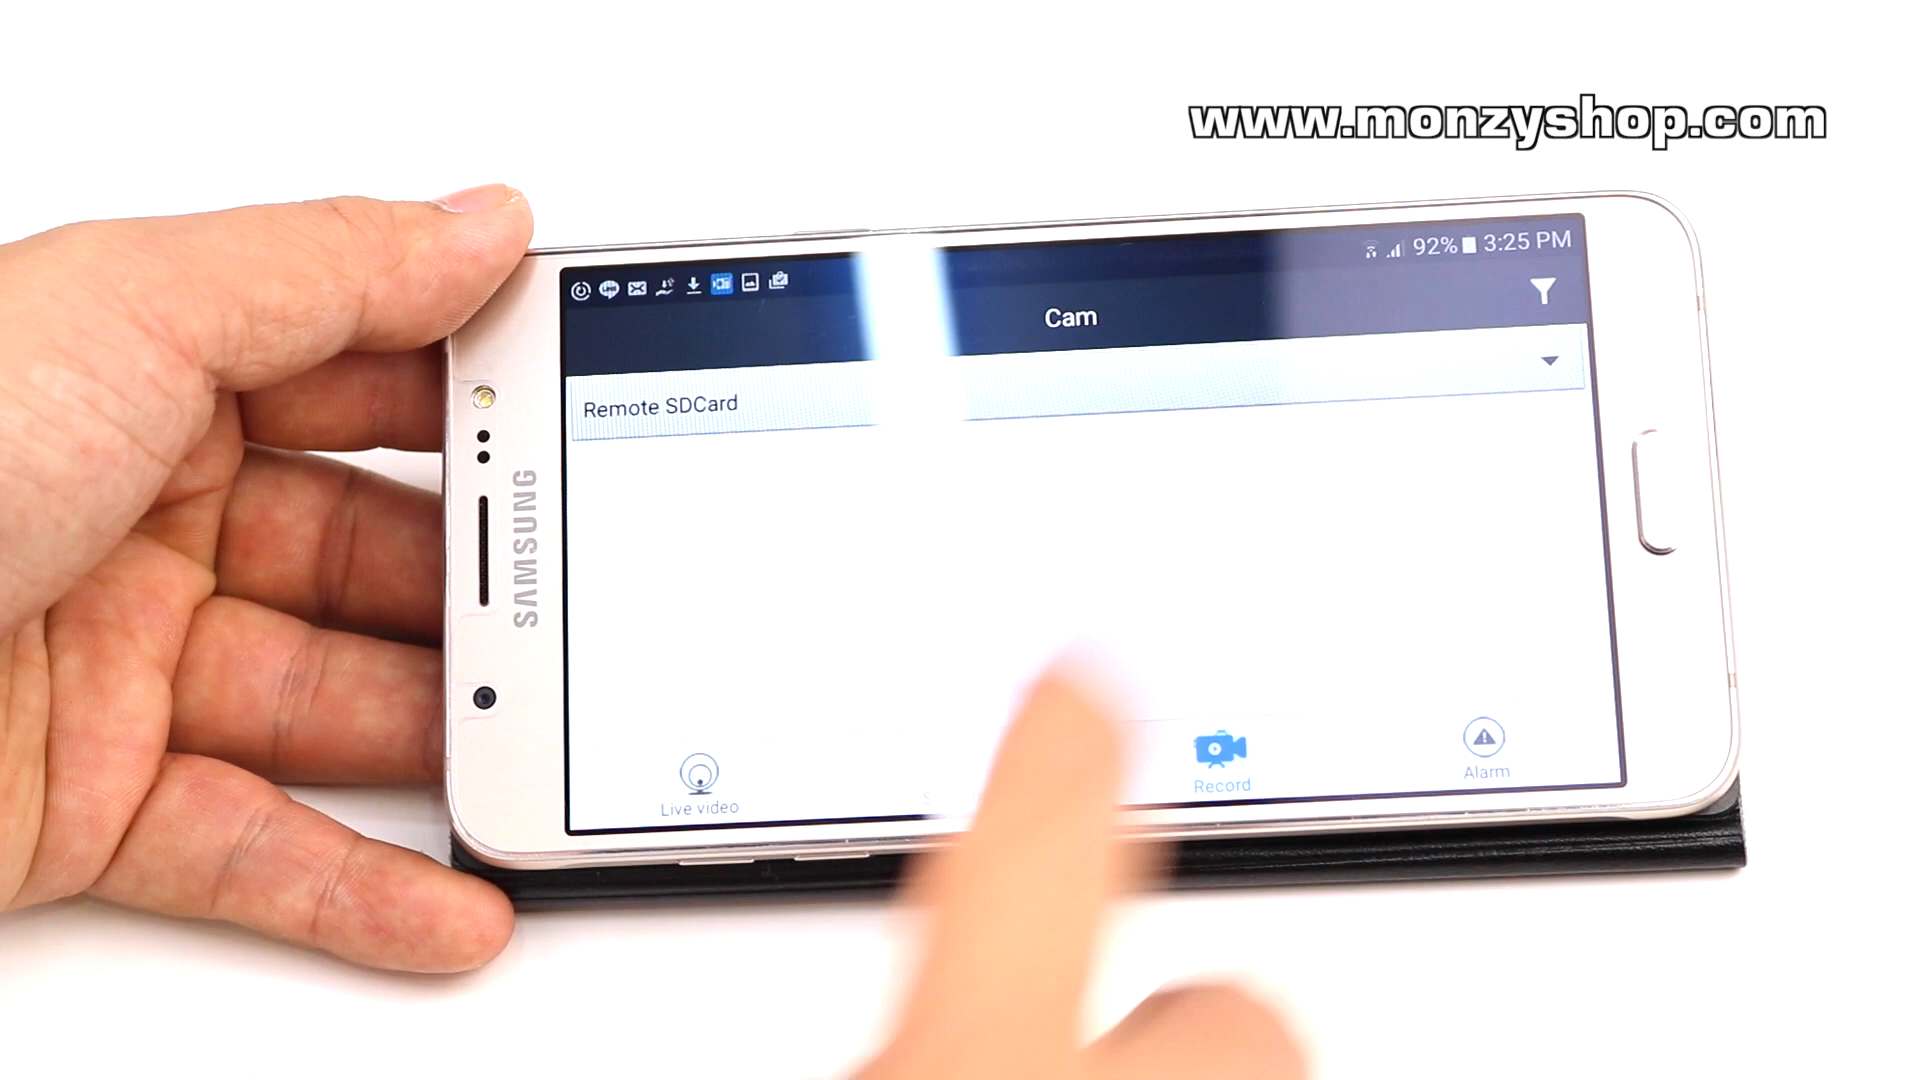 www.monzyshop.com
92% 3:25 PM
Cam
Remote SDCard
SAMSUNG
Live video
Record
Alarm